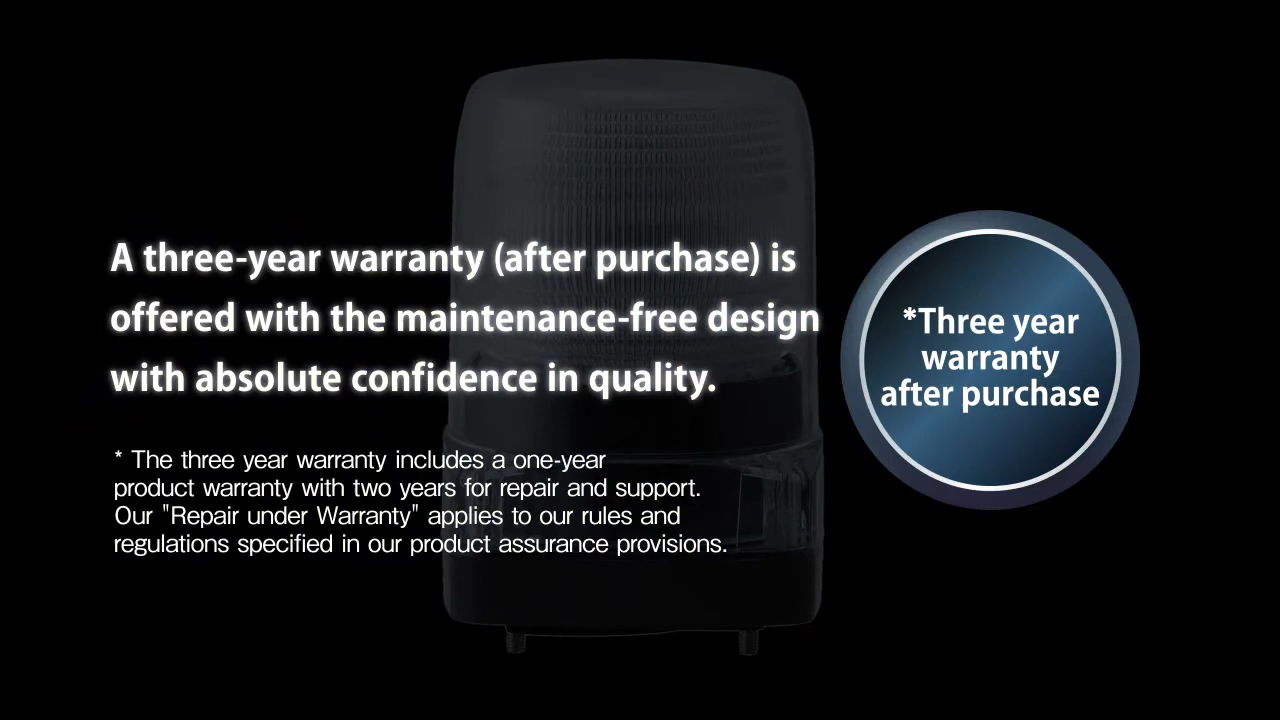 A three-year warranty (after purchase) is
offered with the maintenance-free design
with absolute confidence in quality.
* The three year warranty includes a one-year
product warranty with two years for repair and support.
Our "Repair under Warranty" applies to our rules and
regulations specified in our product assurance provisions.
*Three year
warranty
after purchase